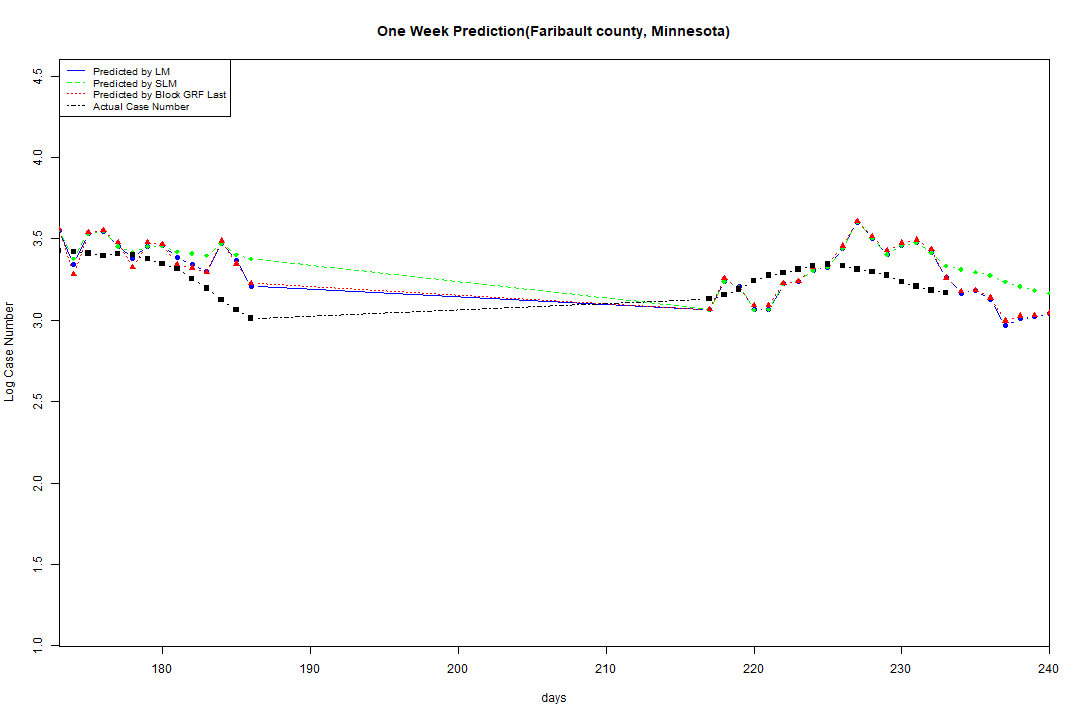 One Week Prediction(Faribault county, Minnesota)
Predicted by LM
Predicted by SLM
Predicted by Block GRF Last
Actual Case Number
4.5
4.0
3.5
3.0
2.5
2.0
1.5
1.0
Log Case Number
180 190 200 210 220 230 240
days